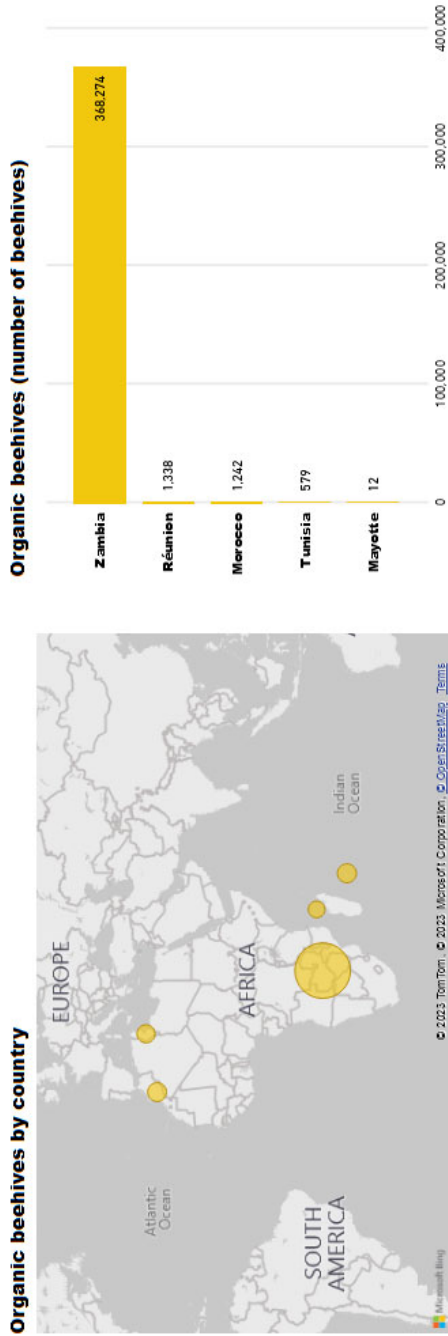 Organic beehives by country
EUROPE
Atlantic
Ocean
AFRICA
Indian
Ocean
SOUTH
AMERICA
Microsoft Bing
© 2023 TomTom, © 2023 Microsoft Corporation, © OpenStreetMap Terms
Organic beehives (number of beehives)
Zambia 368,274
Réunion 1,338
Morocco 1,242
Tunisia 579
Mayotte 12
0 100,000 200,000 300,000 400,000